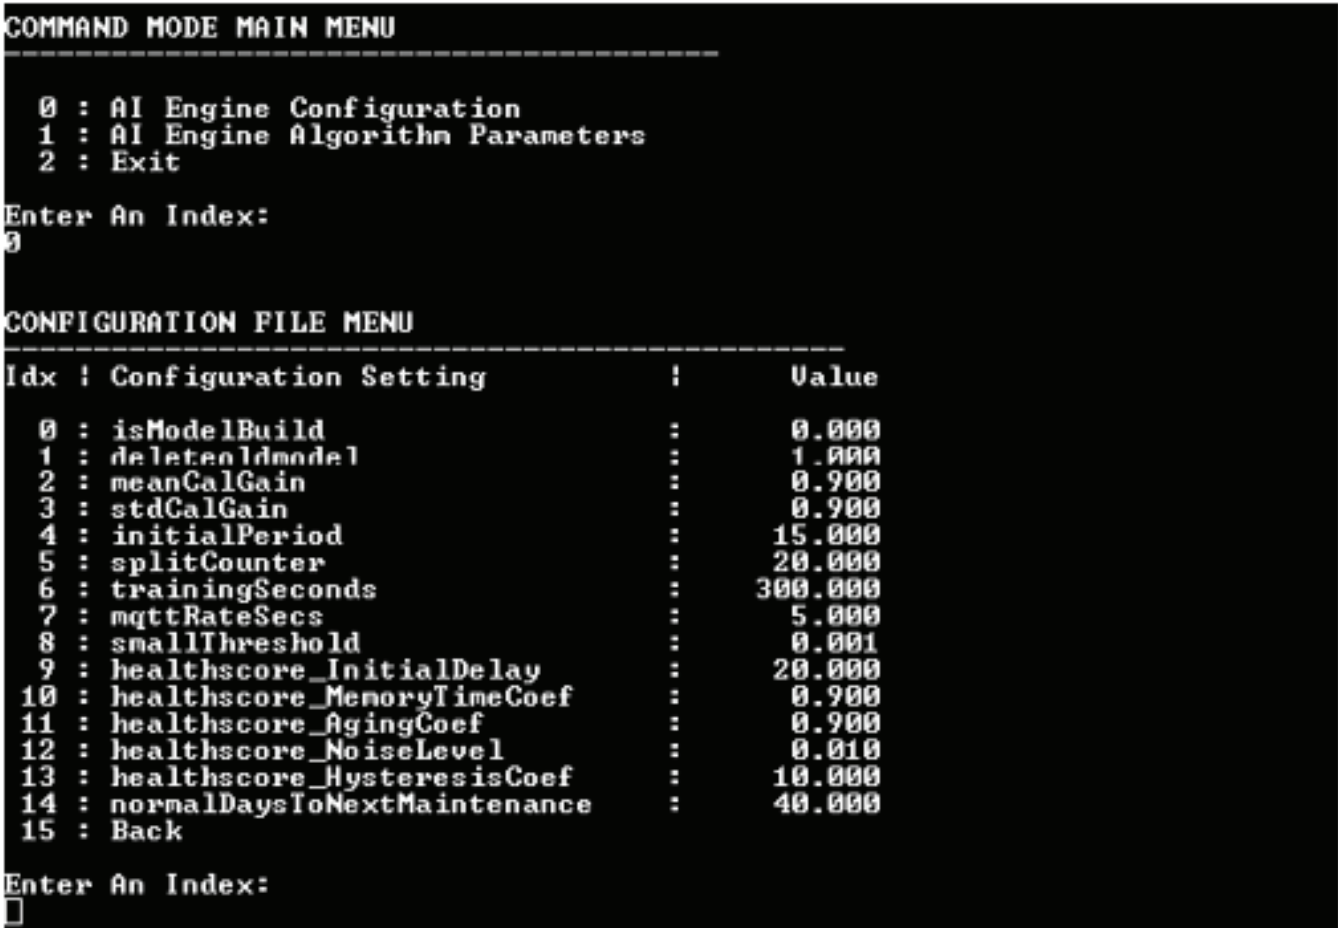 COMMAND MODE MAIN MENU
----------------------------------------
0 : AI Engine Configuration
1 : AI Engine Algorithm Parameters
2 : Exit
Enter An Index:
0
CONFIGURATION FILE MENU
-----------------------------------------------
Idx | Configuration Setting | Value
0 : isModelBuild : 0.000
1 : deleteoldmodel : 1.000
2 : meanCalGain : 0.900
3 : stdCalGain : 0.900
4 : initialPeriod : 15.000
5 : splitCounter : 20.000
6 : trainingSeconds : 300.000
7 : mqttRateSecs : 5.000
8 : smallThreshold : 0.001
9 : healthscore_InitialDelay : 20.000
10 : healthscore_MemoryTimeCoef : 0.900
11 : healthscore_AgingCoef : 0.900
12 : healthscore_NoiseLevel : 0.010
13 : healthscore_HysteresisCoef : 10.000
14 : normalDaysToNextMaintenance : 40.000
15 : Back
Enter An Index: